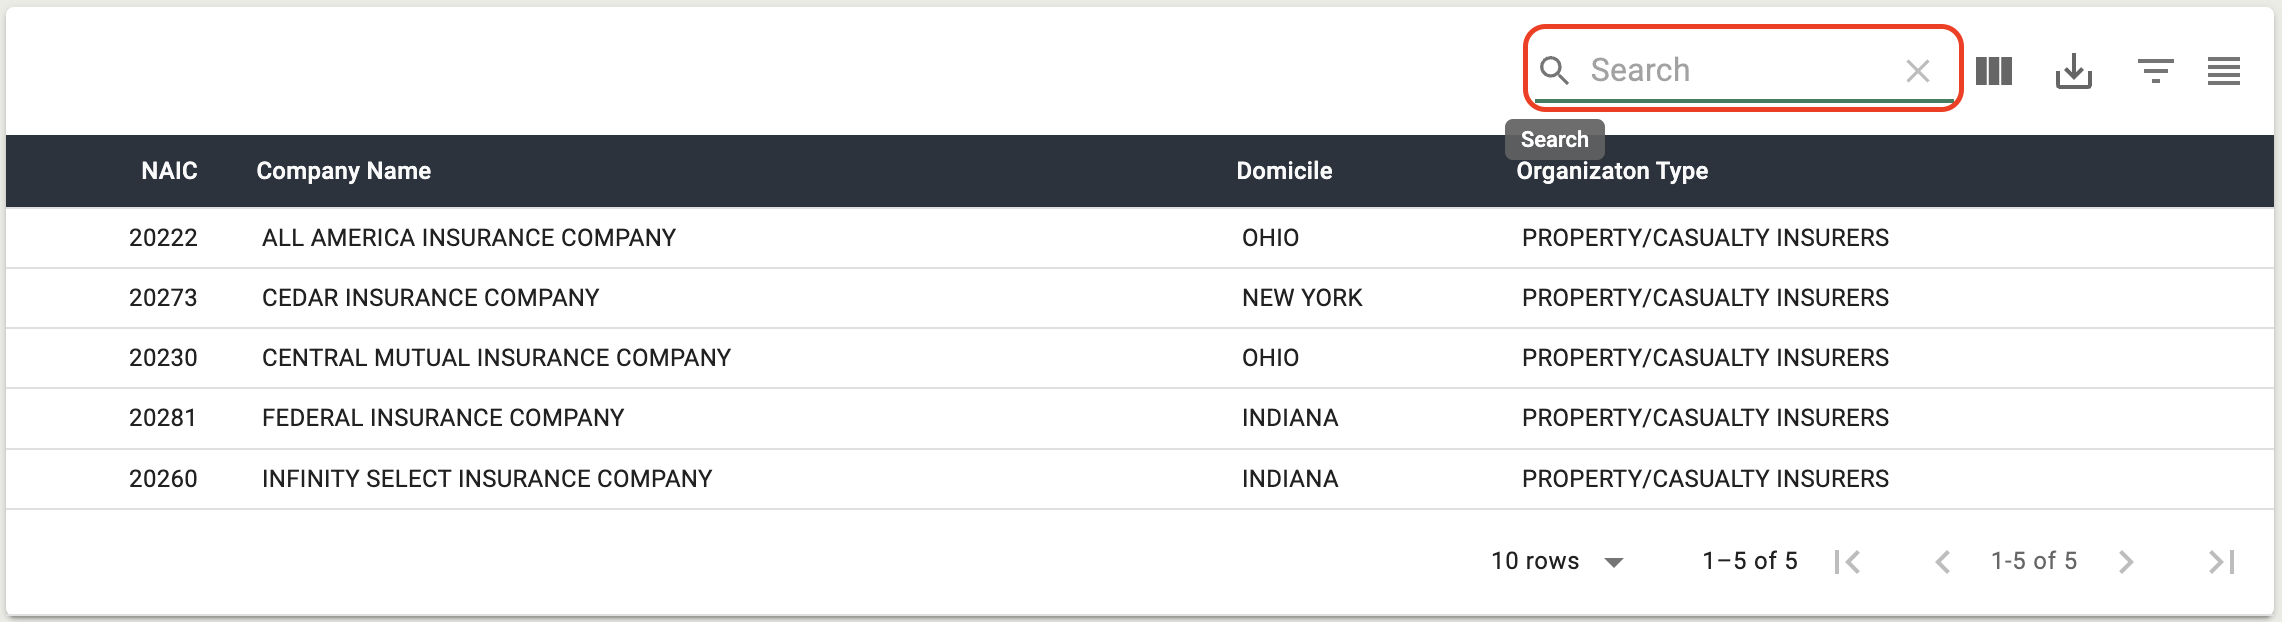 Search
Search
NAIC Company Name Domicile Organizaton Type
20222 ALL AMERICA INSURANCE COMPANY OHIO PROPERTY/CASUALTY INSURERS
20273 CEDAR INSURANCE COMPANY NEW YORK PROPERTY/CASUALTY INSURERS
20230 CENTRAL MUTUAL INSURANCE COMPANY OHIO PROPERTY/CASUALTY INSURERS
20281 FEDERAL INSURANCE COMPANY INDIANA PROPERTY/CASUALTY INSURERS
20260 INFINITY SELECT INSURANCE COMPANY INDIANA PROPERTY/CASUALTY INSURERS
10 rows 1–5 of 5 1-5 of 5